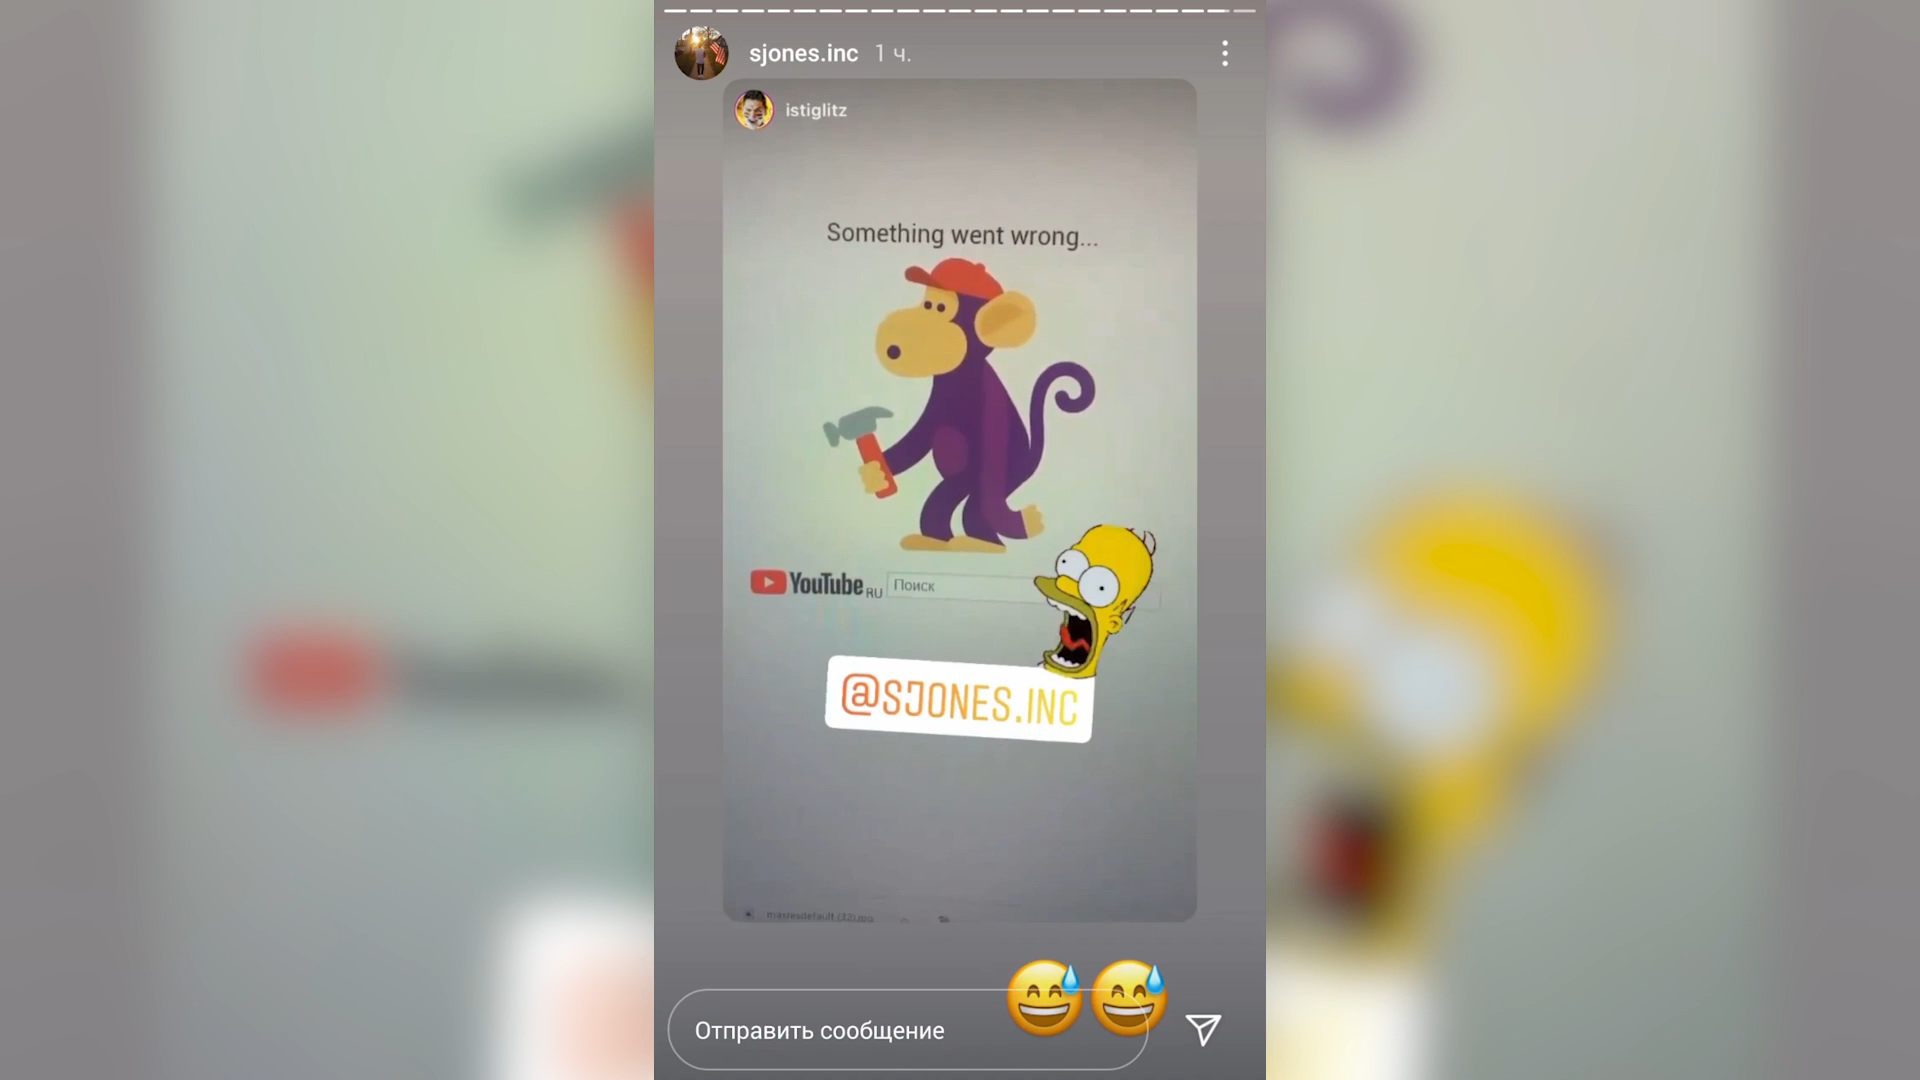 sjones.inc 1 ч.
istiglitz
Something went wrong...
YouTube RU Поиск
@SJONES.INC
Отправить сообщение